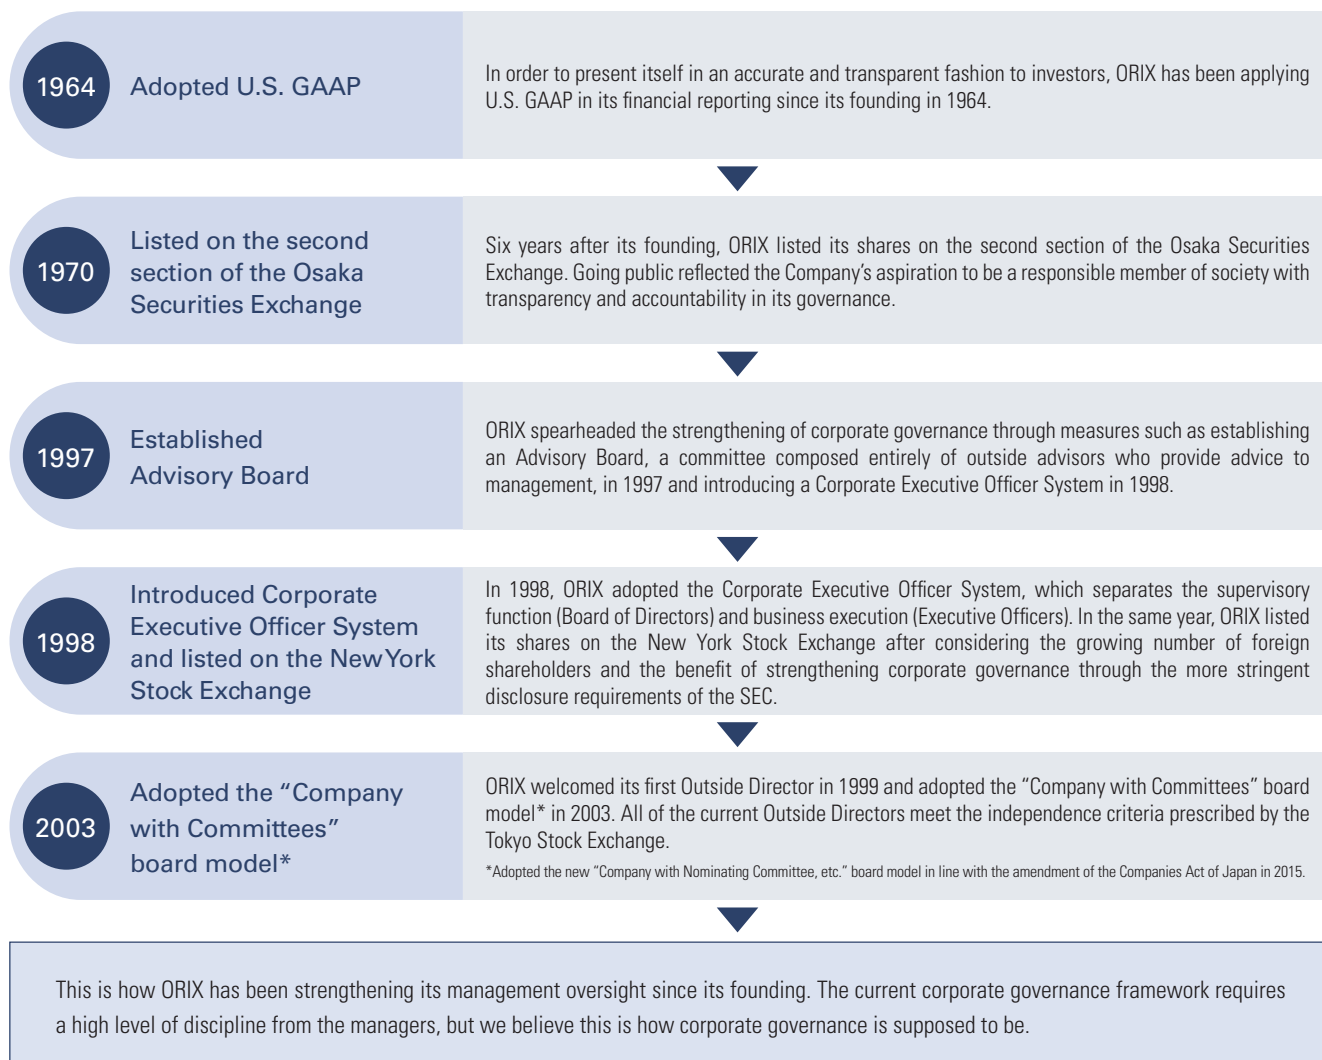 1964
Adopted U.S. GAAP
In order to present itself in an accurate and transparent fashion to investors, ORIX has been applying
U.S. GAAP in its financial reporting since its founding in 1964.
1970
Listed on the second
section of the Osaka
Securities Exchange
Six years after its founding, ORIX listed its shares on the second section of the Osaka Securities
Exchange. Going public reflected the Company’s aspiration to be a responsible member of society with
transparency and accountability in its governance.
1997
Established
Advisory Board
ORIX spearheaded the strengthening of corporate governance through measures such as establishing
an Advisory Board, a committee composed entirely of outside advisors who provide advice to
management, in 1997 and introducing a Corporate Executive Officer System in 1998.
1998
Introduced Corporate
Executive Officer System
and listed on the New York
Stock Exchange
In 1998, ORIX adopted the Corporate Executive Officer System, which separates the supervisory
function (Board of Directors) and business execution (Executive Officers). In the same year, ORIX listed
its shares on the New York Stock Exchange after considering the growing number of foreign
shareholders and the benefit of strengthening corporate governance through the more stringent
disclosure requirements of the SEC.
2003
Adopted the “Company
with Committees”
board model*
ORIX welcomed its first Outside Director in 1999 and adopted the “Company with Committees” board
model* in 2003. All of the current Outside Directors meet the independence criteria prescribed by the
Tokyo Stock Exchange.
*Adopted the new “Company with Nominating Committee, etc.” board model in line with the amendment of the Companies Act of Japan in 2015.
This is how ORIX has been strengthening its management oversight since its founding. The current corporate governance framework requires
a high level of discipline from the managers, but we believe this is how corporate governance is supposed to be.